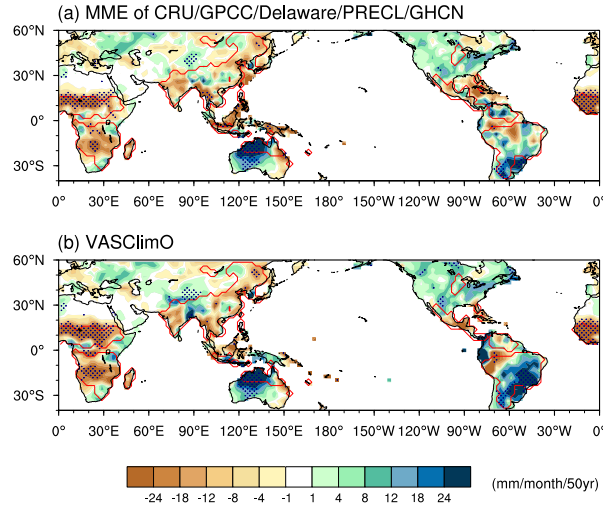 (a) MME of CRU/GPCC/Delaware/PRECL/GHCN
60°N
30°N
0°
30°S
0° 30°E 60°E 90°E 120°E 150°E 180° 150°W 120°W 90°W 60°W 30°W 0°
(b) VASClimO
60°N
30°N
0°
30°S
0° 30°E 60°E 90°E 120°E 150°E 180° 150°W 120°W 90°W 60°W 30°W 0°
-24 -18 -12 -8 -4 -1 1 4 8 12 18 24 (mm/month/50yr)